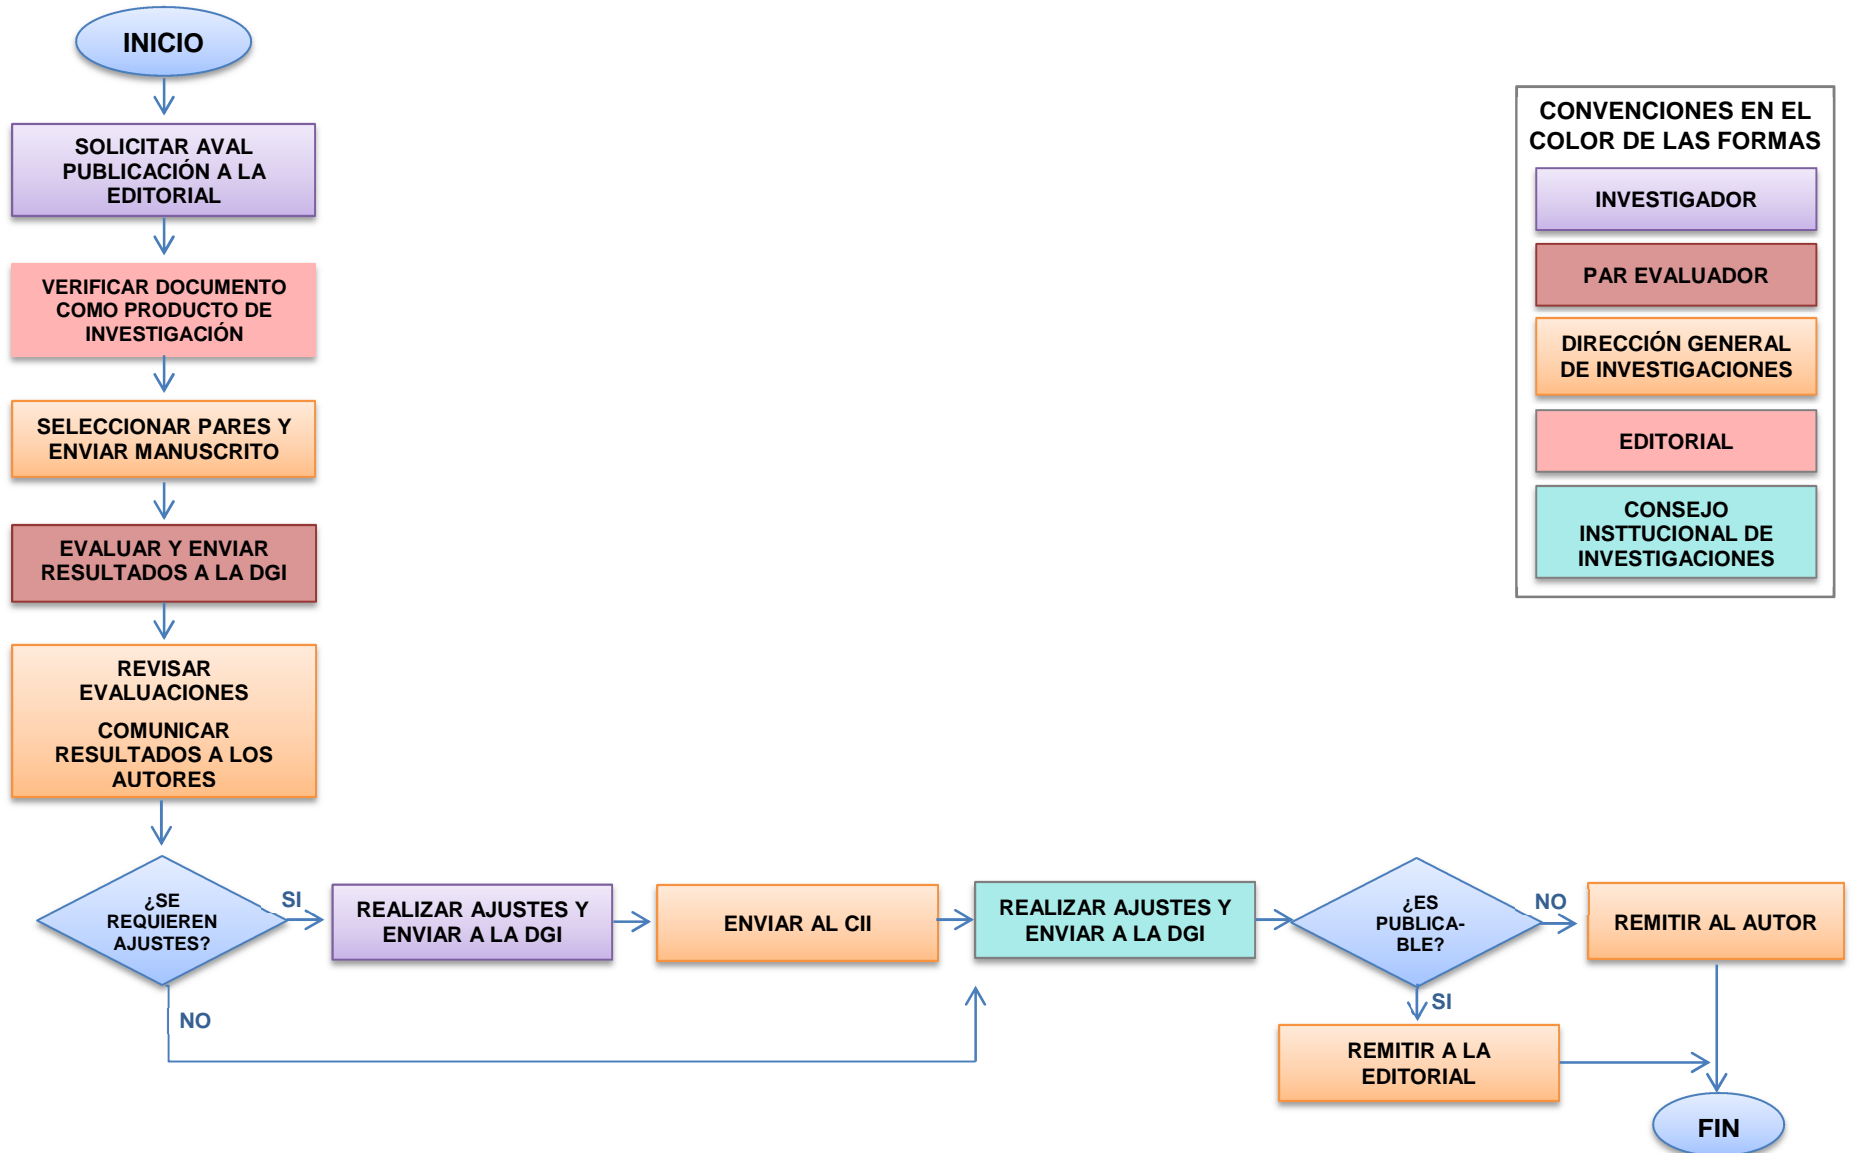 INICIO
SOLICITAR AVAL
PUBLICACIÓN A LA
EDITORIAL
VERIFICAR DOCUMENTO
COMO PRODUCTO DE
INVESTIGACIÓN
SELECCIONAR PARES Y
ENVIAR MANUSCRITO
EVALUAR Y ENVIAR
RESULTADOS A LA DGI
REVISAR
EVALUACIONES
COMUNICAR
RESULTADOS A LOS
AUTORES
¿SE
REQUIEREN
AJUSTES?
SI
NO
REALIZAR AJUSTES Y
ENVIAR A LA DGI
ENVIAR AL CII
REALIZAR AJUSTES Y
ENVIAR A LA DGI
¿ES
PUBLICA-
BLE?
NO
SI
REMITIR AL AUTOR
REMITIR A LA
EDITORIAL
FIN
CONVENCIONES EN EL
COLOR DE LAS FORMAS
INVESTIGADOR
PAR EVALUADOR
DIRECCIÓN GENERAL
DE INVESTIGACIONES
EDITORIAL
CONSEJO
INSTTUCIONAL DE
INVESTIGACIONES